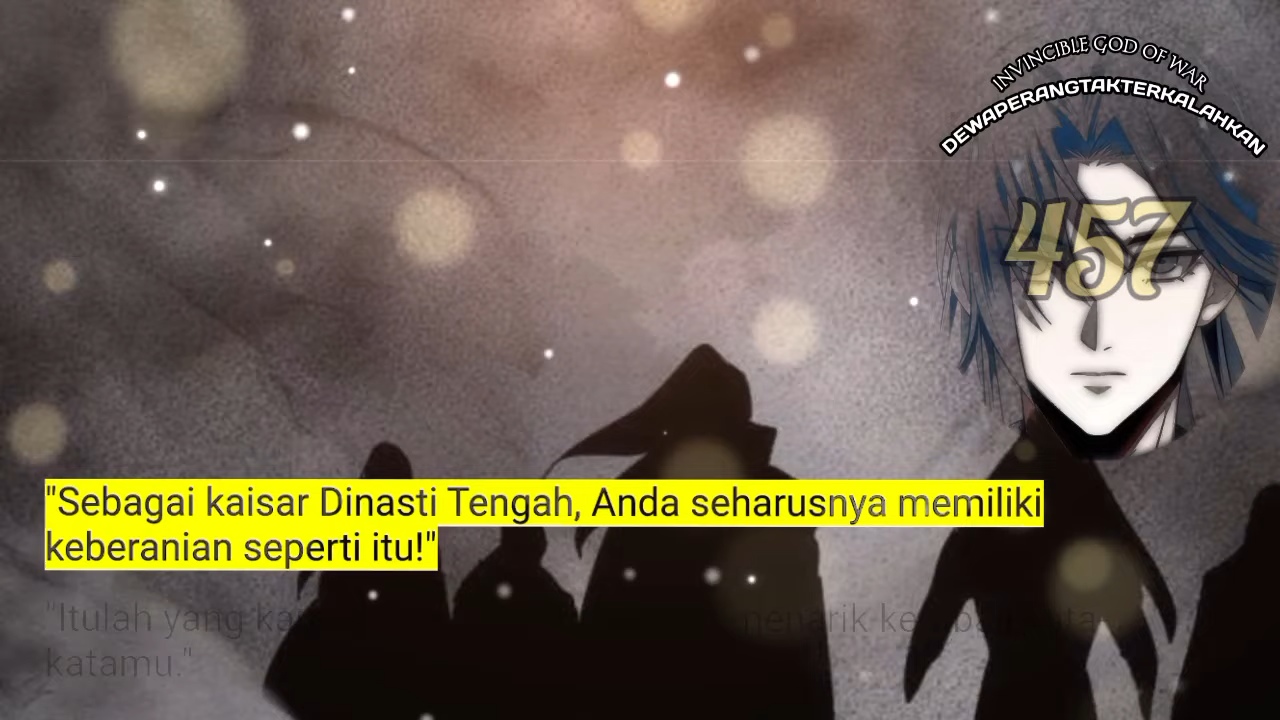 INVINCIBLE GOD OF WAR
DEWAPERANGTAKTERKALAHKAN
457
"Sebagai kaisar Dinasti Tengah, Anda seharusnya memiliki
keberanian seperti itu!"
"Itulah yang menarik
katamu."